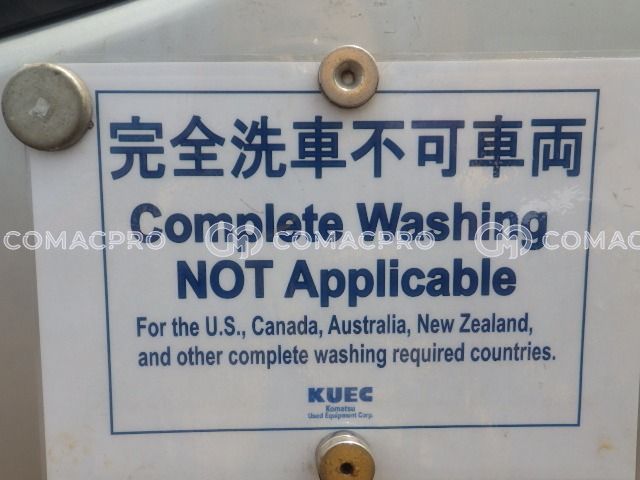 完全洗車不可車両
Complete Washing
COMACPRO COMACPRO COMACPRO
NOT Applicable
For the U.S., Canada, Australia, New Zealand,
and other complete washing required countries.
KUEC
Komatsu
Used Equipment Corp.